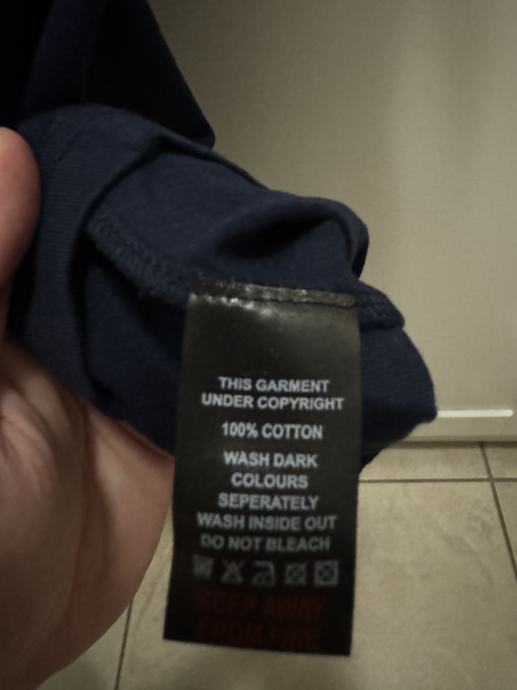 THIS GARMENT
UNDER COPYRIGHT
100% COTTON
WASH DARK
COLOURS
SEPERATELY
WASH INSIDE OUT
DO NOT BLEACH
KEEP AWAY
FROM FIRE